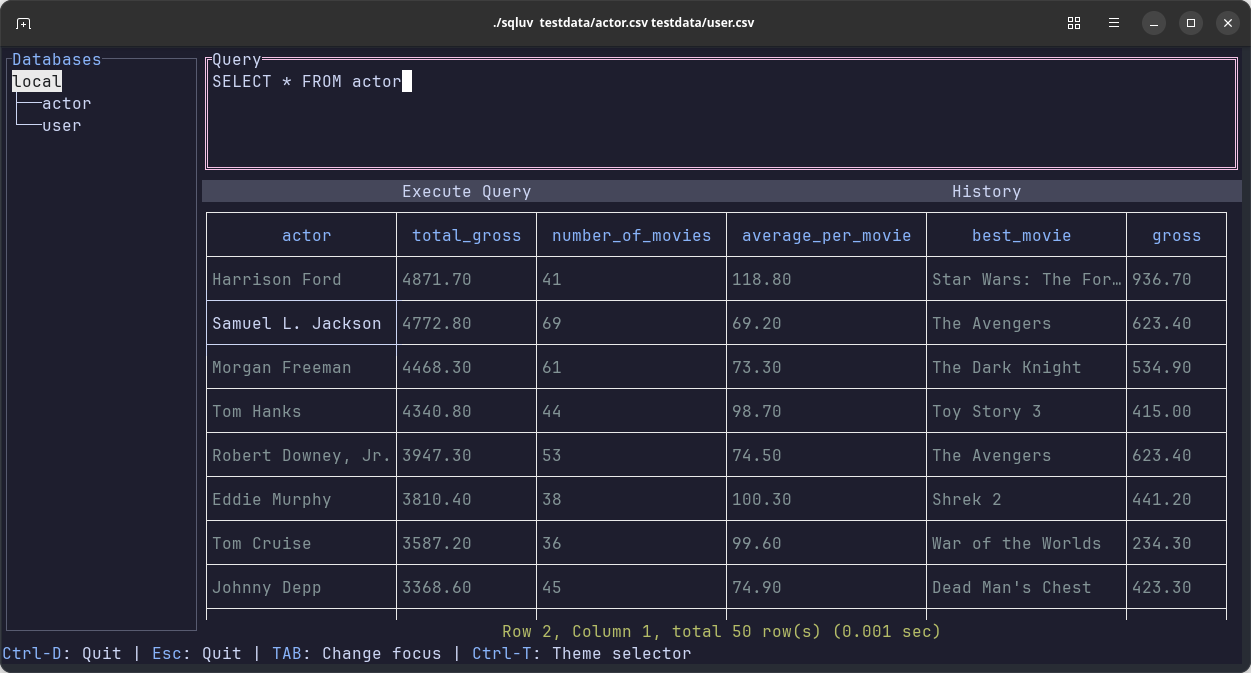 ./sqluv testdata/actor.csv testdata/user.csv
Databases
local
actor
user
Query
SELECT * FROM actor
Execute Query History
actor total_gross number_of_movies average_per_movie best_movie gross
Harrison Ford 4871.70 41 118.80 Star Wars: The For… 936.70
Samuel L. Jackson 4772.80 69 69.20 The Avengers 623.40
Morgan Freeman 4468.30 61 73.30 The Dark Knight 534.90
Tom Hanks 4340.80 44 98.70 Toy Story 3 415.00
Robert Downey, Jr. 3947.30 53 74.50 The Avengers 623.40
Eddie Murphy 3810.40 38 100.30 Shrek 2 441.20
Tom Cruise 3587.20 36 99.60 War of the Worlds 234.30
Johnny Depp 3368.60 45 74.90 Dead Man's Chest 423.30
Row 2, Column 1, total 50 row(s) (0.001 sec)
Ctrl-D: Quit | Esc: Quit | TAB: Change focus | Ctrl-T: Theme selector